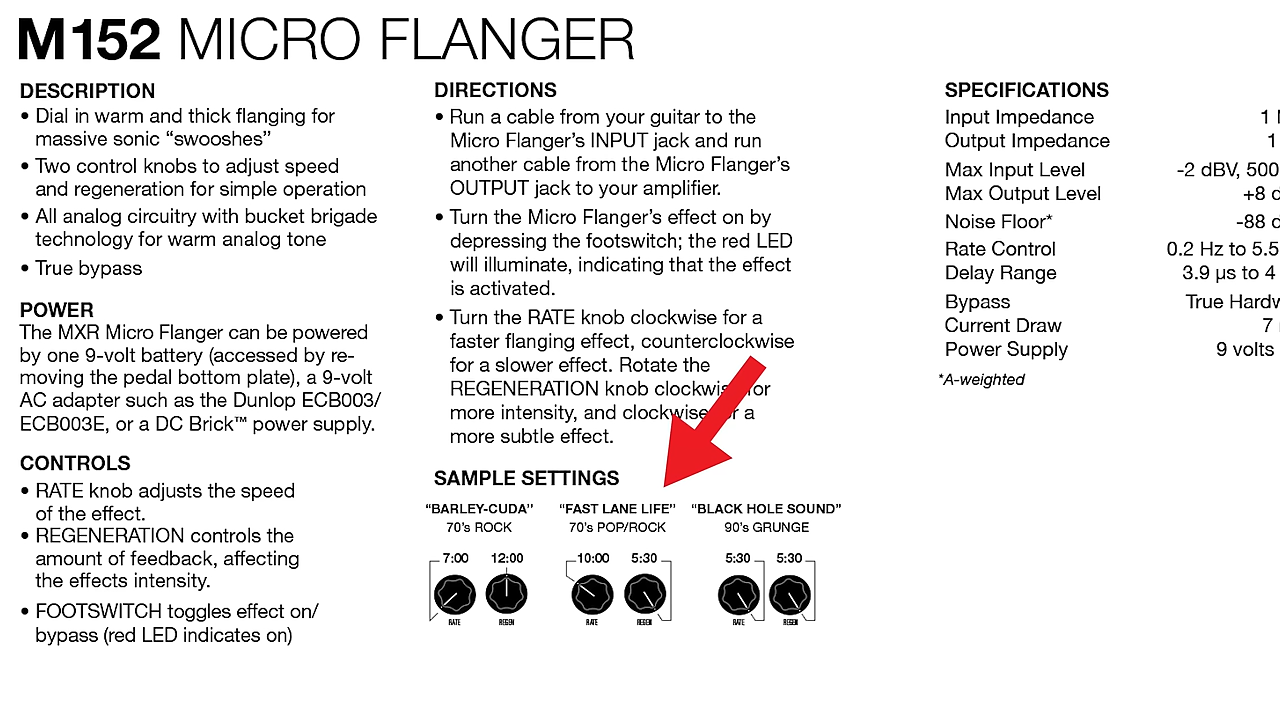 M152 MICRO FLANGER
DESCRIPTION
• Dial in warm and thick flanging for
massive sonic “swooshes”
• Two control knobs to adjust speed
and regeneration for simple operation
• All analog circuitry with bucket brigade
technology for warm analog tone
• True bypass
POWER
The MXR Micro Flanger can be powered
by one 9-volt battery (accessed by re-
moving the pedal bottom plate), a 9-volt
AC adapter such as the Dunlop ECB003/
ECB003E, or a DC Brick™ power supply.
CONTROLS
• RATE knob adjusts the speed
of the effect.
• REGENERATION controls the
amount of feedback, affecting
the effects intensity.
• FOOTSWITCH toggles effect on/
bypass (red LED indicates on)
DIRECTIONS
• Run a cable from your guitar to the
Micro Flanger’s INPUT jack and run
another cable from the Micro Flanger’s
OUTPUT jack to your amplifier.
• Turn the Micro Flanger’s effect on by
depressing the footswitch; the red LED
will illuminate, indicating that the effect
is activated.
• Turn the RATE knob clockwise for a
faster flanging effect, counterclockwise
for a slower effect. Rotate the
REGENERATION knob clockwise for
more intensity, and clockwise for a
more subtle effect.
SAMPLE SETTINGS
“BARLEY-CUDA”
70’s ROCK
7:00 12:00
RATE REGEN
“FAST LANE LIFE”
70’s POP/ROCK
10:00 5:30
RATE REGEN
“BLACK HOLE SOUND”
90’s GRUNGE
5:30 5:30
RATE REGEN
SPECIFICATIONS
Input Impedance 1
Output Impedance 1
Max Input Level -2 dBV, 500
Max Output Level +8
Noise Floor* -88
Rate Control 0.2 Hz to 5.5
Delay Range 3.9 µs to 4
Bypass True
Current Draw 7
Power Supply 9 volts
*A-weighted